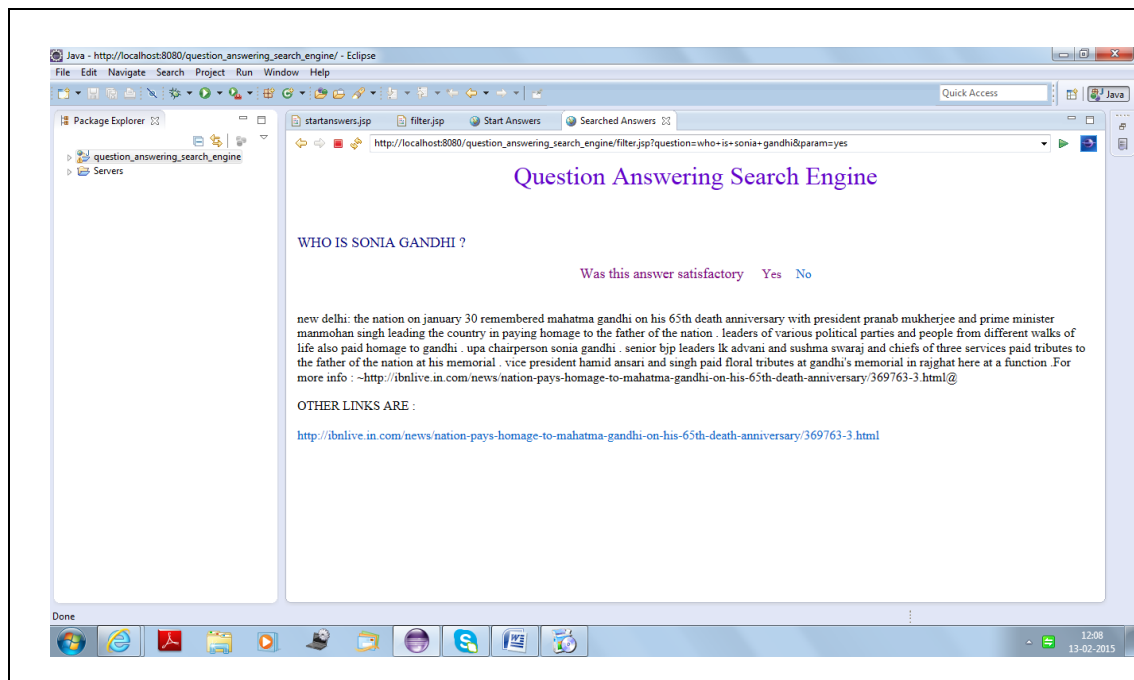 Java - http://localhost:8080/question_answering_search_engine/ - Eclipse
File Edit Navigate Search Project Run Window Help
Quick Access
Java
Package Explorer
startanswers.jsp
filter.jsp
Start Answers
Searched Answers
http://localhost:8080/question_answering_search_engine/filter.jsp?question=who+is+sonia+gandhi&param=yes
question_answering_search_engine
Servers
Question Answering Search Engine
WHO IS SONIA GANDHI ?
Was this answer satisfactory Yes No
new delhi: the nation on january 30 remembered mahatma gandhi on his 65th death anniversary with president pranab mukherjee and prime minister
manmohan singh leading the country in paying homage to the father of the nation . leaders of various political parties and people from different walks of
life also paid homage to gandhi . upa chairperson sonia gandhi . senior bjp leaders lk advani and sushma swaraj and chiefs of three services paid tributes to
the father of the nation at his memorial . vice president hamid ansari and singh paid floral tributes at gandhi's memorial in rajghat here at a function .For
more info : ~http://ibnlive.in.com/news/nation-pays-homage-to-mahatma-gandhi-on-his-65th-death-anniversary/369763-3.html@
OTHER LINKS ARE :
http://ibnlive.in.com/news/nation-pays-homage-to-mahatma-gandhi-on-his-65th-death-anniversary/369763-3.html
Done
12:08
13-02-2015